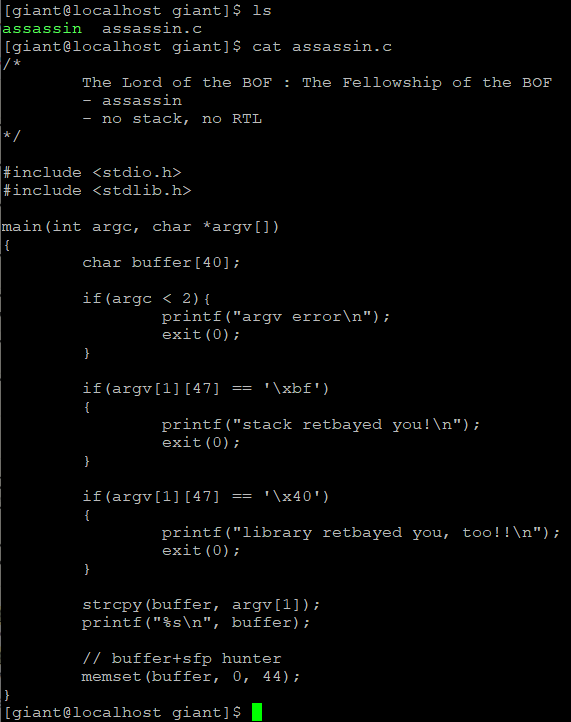 [giant@localhost giant]$ ls
assassin  assassin.c
[giant@localhost giant]$ cat assassin.c
/*
        The Lord of the BOF : The Fellowship of the BOF
        - assassin
        - no stack, no RTL
*/

#include <stdio.h>
#include <stdlib.h>

main(int argc, char *argv[])
{
        char buffer[40];

        if(argc < 2){
                printf("argv error\n");
                exit(0);
        }

        if(argv[1][47] == '\xbf')
        {
                printf("stack retbayed you!\n");
                exit(0);
        }

        if(argv[1][47] == '\x40')
        {
                printf("library retbayed you, too!!\n");
                exit(0);
        }

        strcpy(buffer, argv[1]);
        printf("%s\n", buffer);

        // buffer+sfp hunter
        memset(buffer, 0, 44);
}
[giant@localhost giant]$